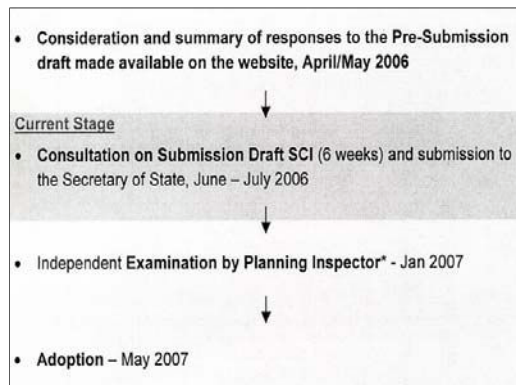 • Consideration and summary of responses to the Pre-Submission
draft made available on the website, April/May 2006
Current Stage
• Consultation on Submission Draft SCI (6 weeks) and submission to
the Secretary of State, June – July 2006
• Independent Examination by Planning Inspector* - Jan 2007
• Adoption – May 2007